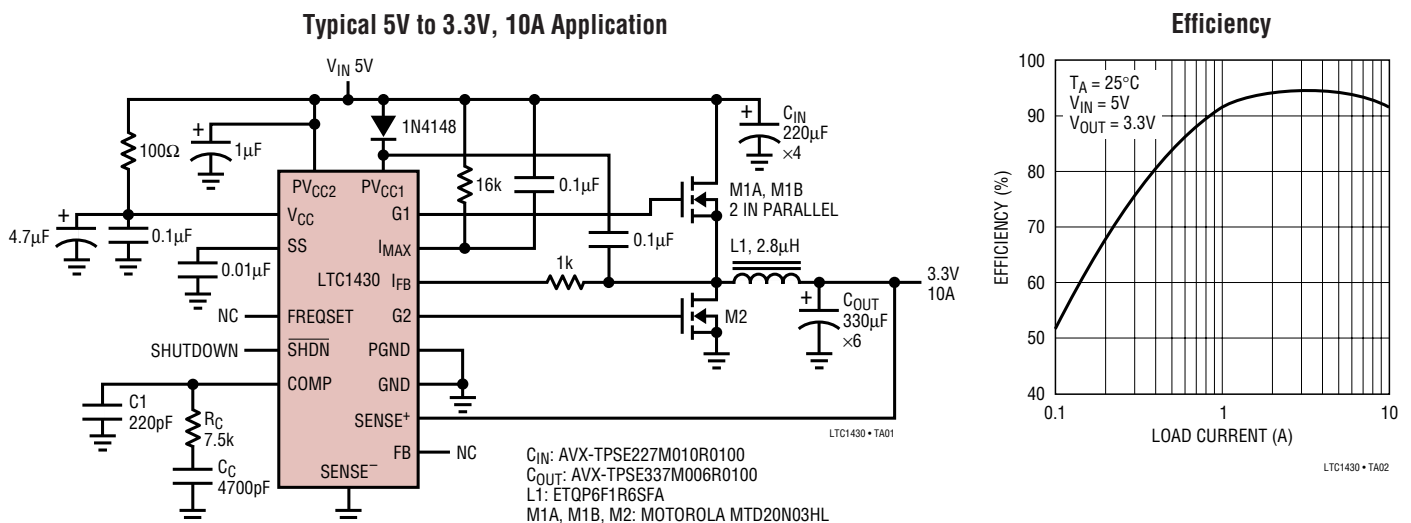 Typical 5V to 3.3V, 10A Application
VIN 5V
1N4148
+
CIN
220µF
×4
100Ω
+
1µF
PVCC2
PVCC1
16k
0.1µF
M1A, M1B
2 IN PARALLEL
VCC
G1
+
4.7µF
0.1µF
SS
IMAX
0.1µF
L1, 2.8µH
0.01µF
LTC1430
IFB
1k
3.3V
10A
NC
FREQSET
G2
M2
+
COUT
330µF
×6
SHUTDOWN
SHDN
PGND
COMP
GND
C1
220pF
RC
7.5k
SENSE+
LTC1430 • TA01
CC
4700pF
FB
NC
SENSE–
CIN: AVX-TPSE227M010R0100
COUT: AVX-TPSE337M006R0100
L1: ETQP6F1R6SFA
M1A, M1B, M2: MOTOROLA MTD20N03HL
Efficiency
100
90
80
70
60
50
40
EFFICIENCY (%)
TA = 25°C
VIN = 5V
VOUT = 3.3V
0.1
1
10
LOAD CURRENT (A)
LTC1430 • TA02